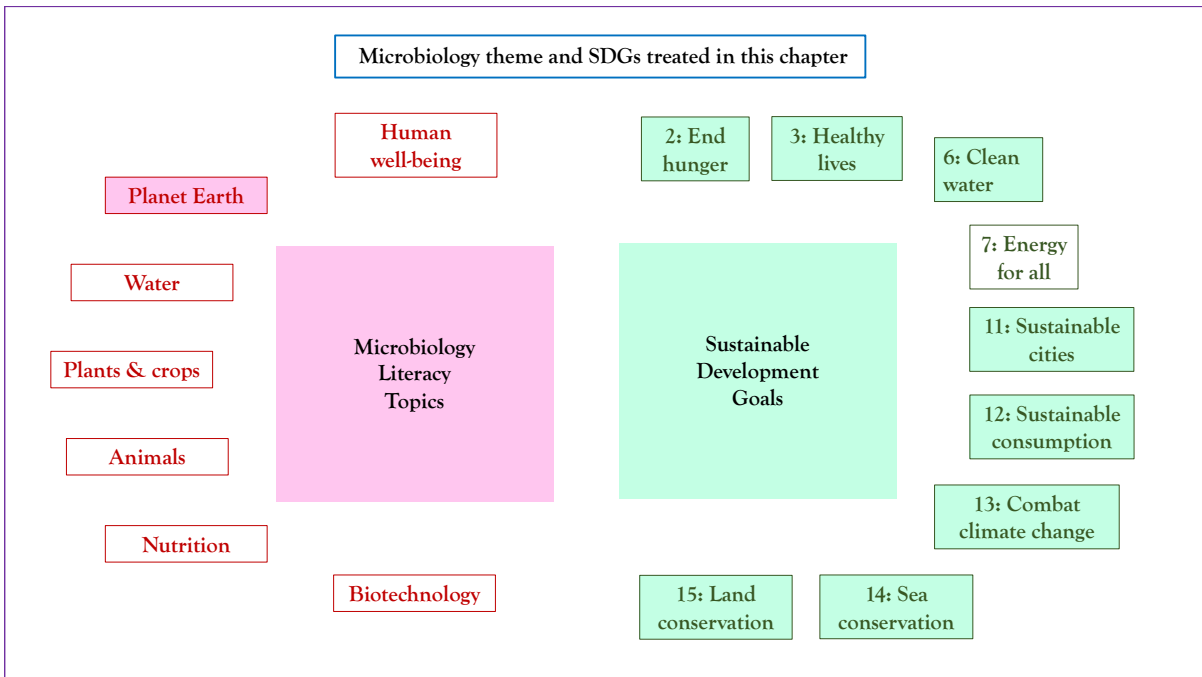 Microbiology theme and SDGs treated in this chapter
Human
well-being
Planet Earth
Water
Plants & crops
Animals
Nutrition
Biotechnology
Microbiology
Literacy
Topics
Sustainable
Development
Goals
2: End
hunger
3: Healthy
lives
6: Clean
water
7: Energy
for all
11: Sustainable
cities
12: Sustainable
consumption
13: Combat
climate change
14: Sea
conservation
15: Land
conservation